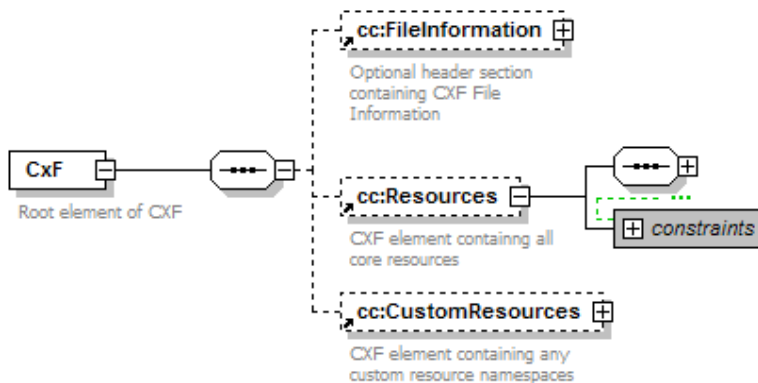 cc:FileInformation
Optional header section
containing CXF File
Information
CxF
Root element of CXF
cc:Resources
CXF element containng all
core resources
constraints
cc:CustomResources
CXF element containing any
custom resource namespaces